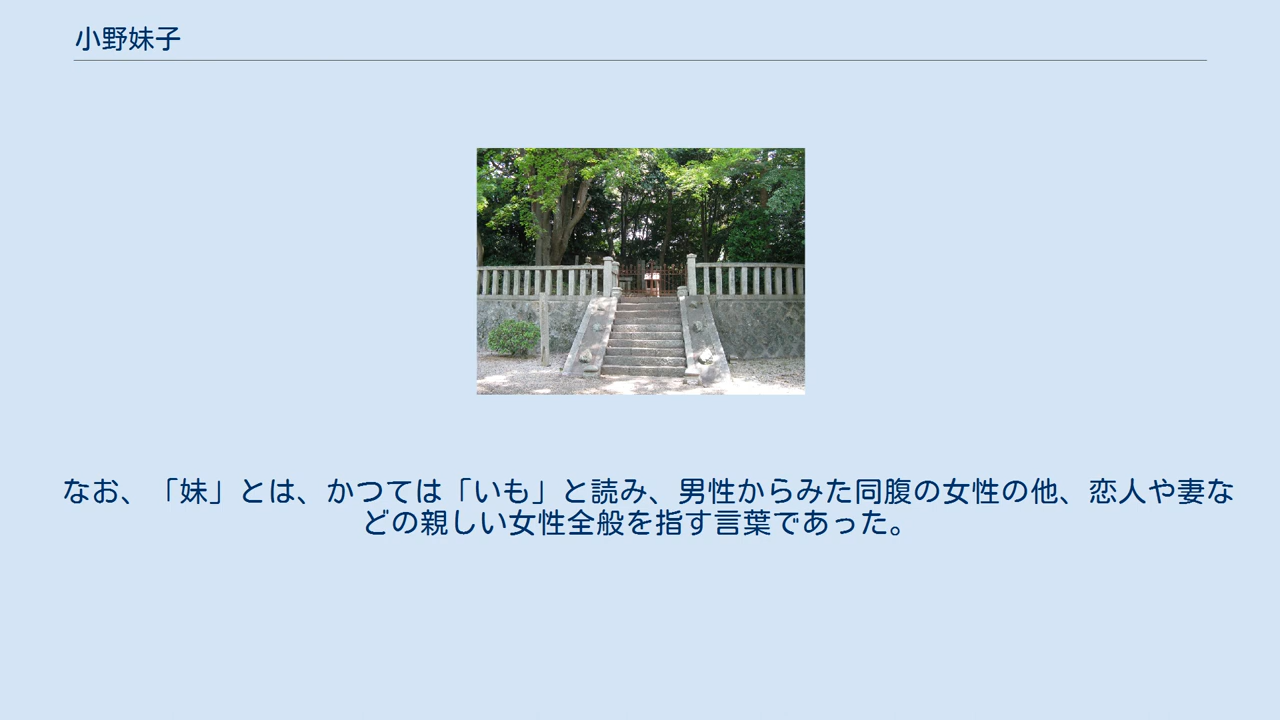 小野妹子
なお、「妹」とは、かつては「いも」と読み、男性からみた同腹の女性の他、恋人や妻な
どの親しい女性全般を指す言葉であった。